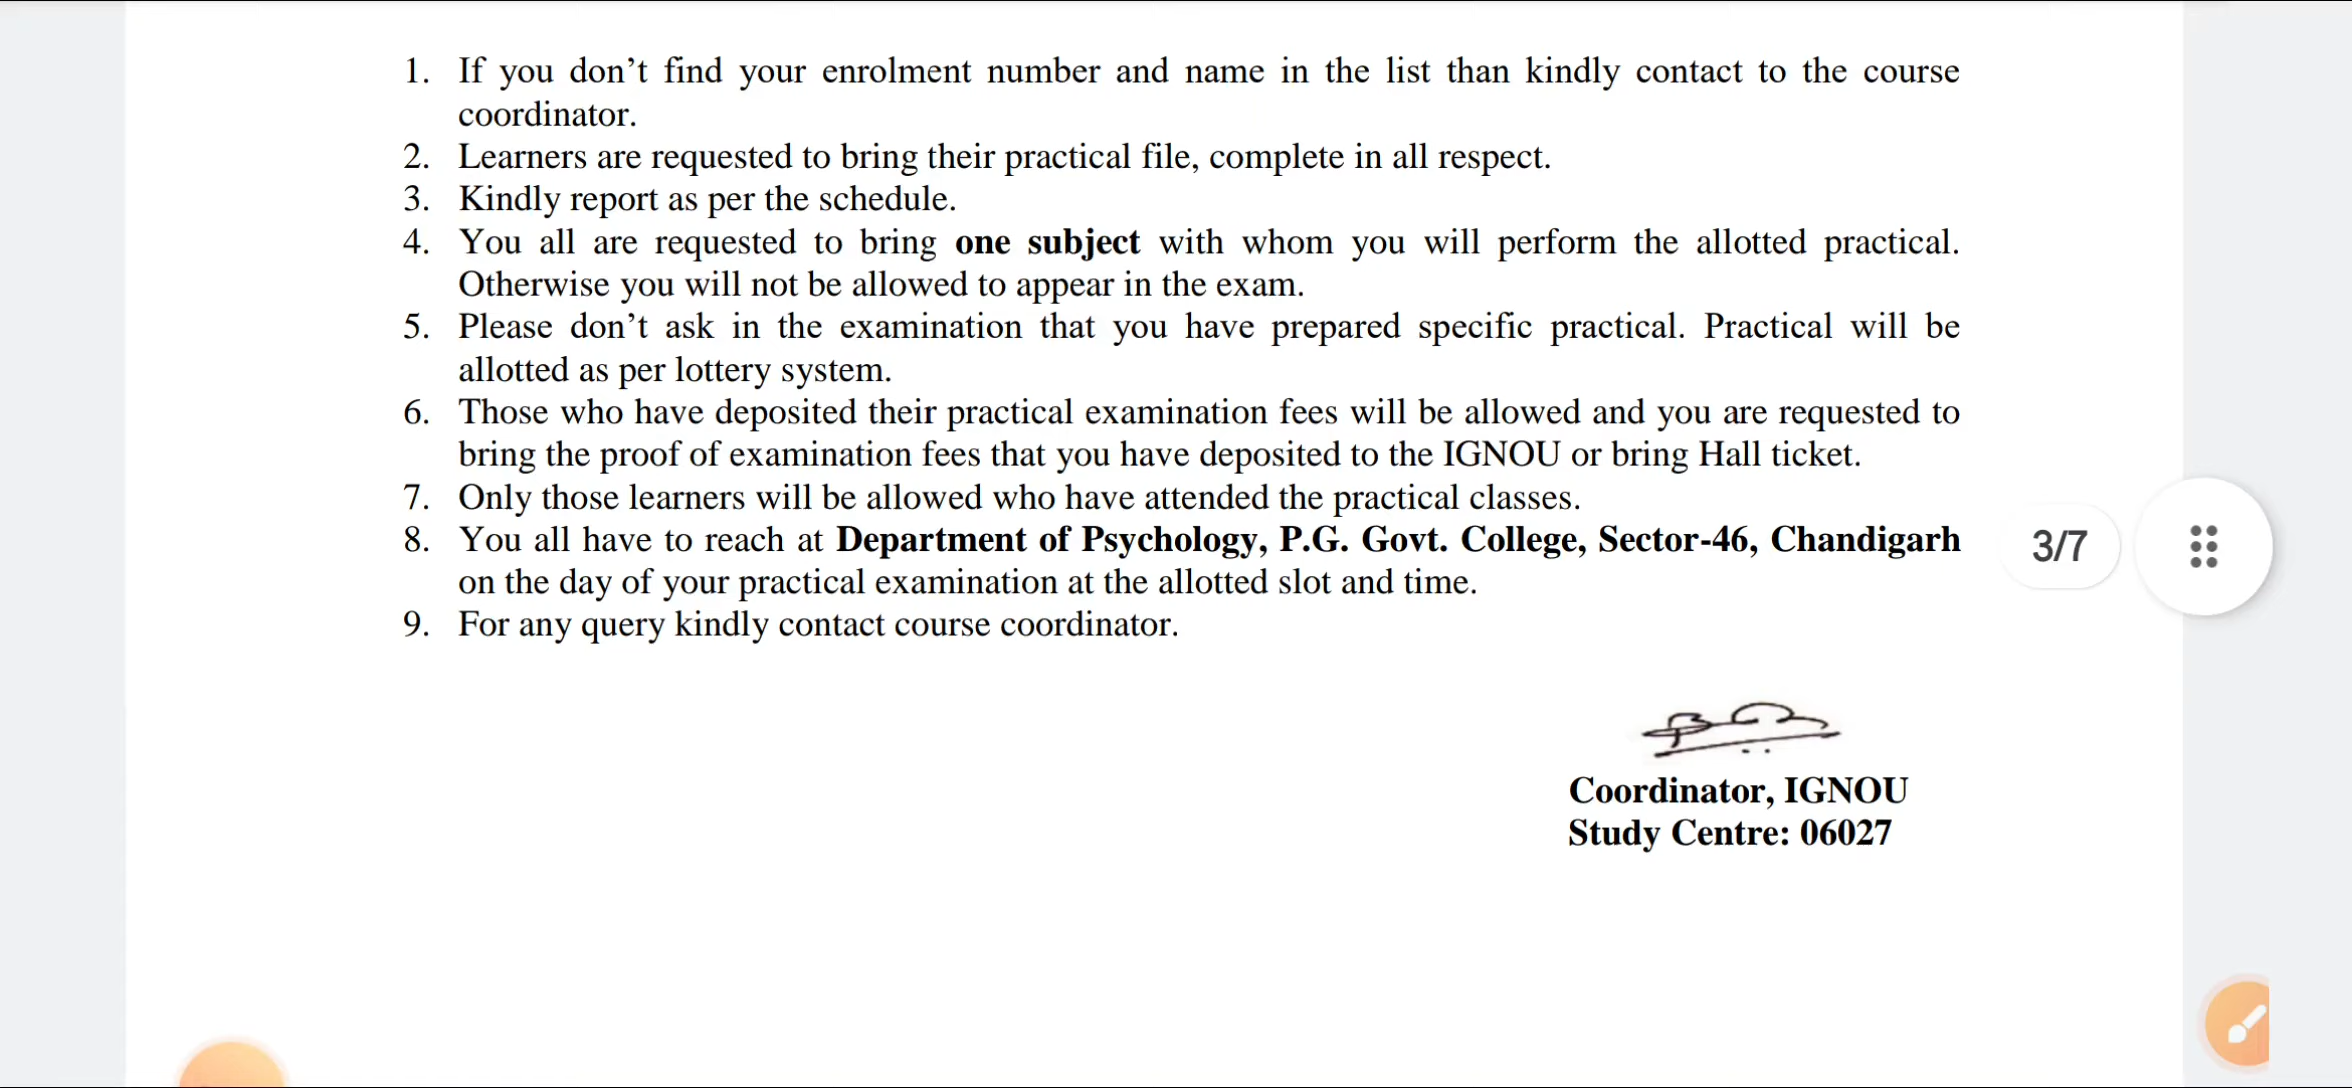 1. If you don’t find your enrolment number and name in the list than kindly contact to the course
coordinator.
2. Learners are requested to bring their practical file, complete in all respect.
3. Kindly report as per the schedule.
4. You all are requested to bring one subject with whom you will perform the allotted practical.
Otherwise you will not be allowed to appear in the exam.
5. Please don’t ask in the examination that you have prepared specific practical. Practical will be
allotted as per lottery system.
6. Those who have deposited their practical examination fees will be allowed and you are requested to
bring the proof of examination fees that you have deposited to the IGNOU or bring Hall ticket.
7. Only those learners will be allowed who have attended the practical classes.
8. You all have to reach at Department of Psychology, P.G. Govt. College, Sector-46, Chandigarh
on the day of your practical examination at the allotted slot and time.
9. For any query kindly contact course coordinator.
3/7
Coordinator, IGNOU
Study Centre: 06027